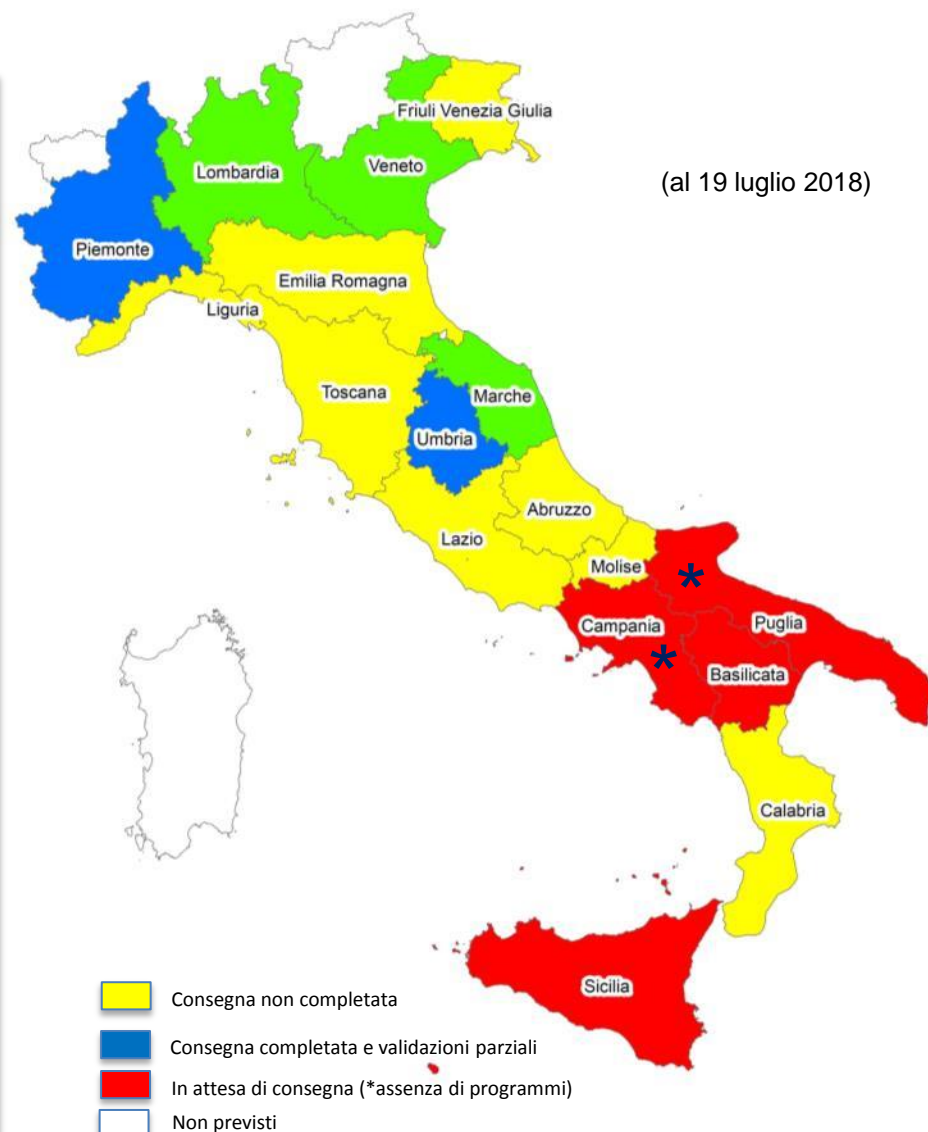 Friuli Venezia Giulia
(al 19 luglio 2018)
Lombardia
Veneto
Piemonte
Emilia Romagna
Liguria
Toscana
Marche
Umbria
Abruzzo
Lazio
Molise
*
Campania
Puglia
*
Basilicata
Calabria
Sicilia
Consegna non completata
Consegna completata e validazioni parziali
In attesa di consegna (*assenza di programmi)
Non previsti